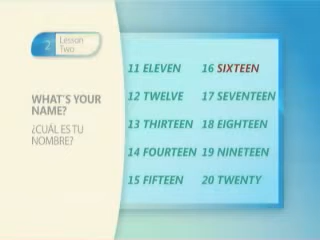 2 Lesson
Two
WHAT'S YOUR
NAME?
¿CUÁL ES TU
NOMBRE?
11 ELEVEN
12 TWELVE
13 THIRTEEN
14 FOURTEEN
15 FIFTEEN
16 SIXTEEN
17 SEVENTEEN
18 EIGHTEEN
19 NINETEEN
20 TWENTY